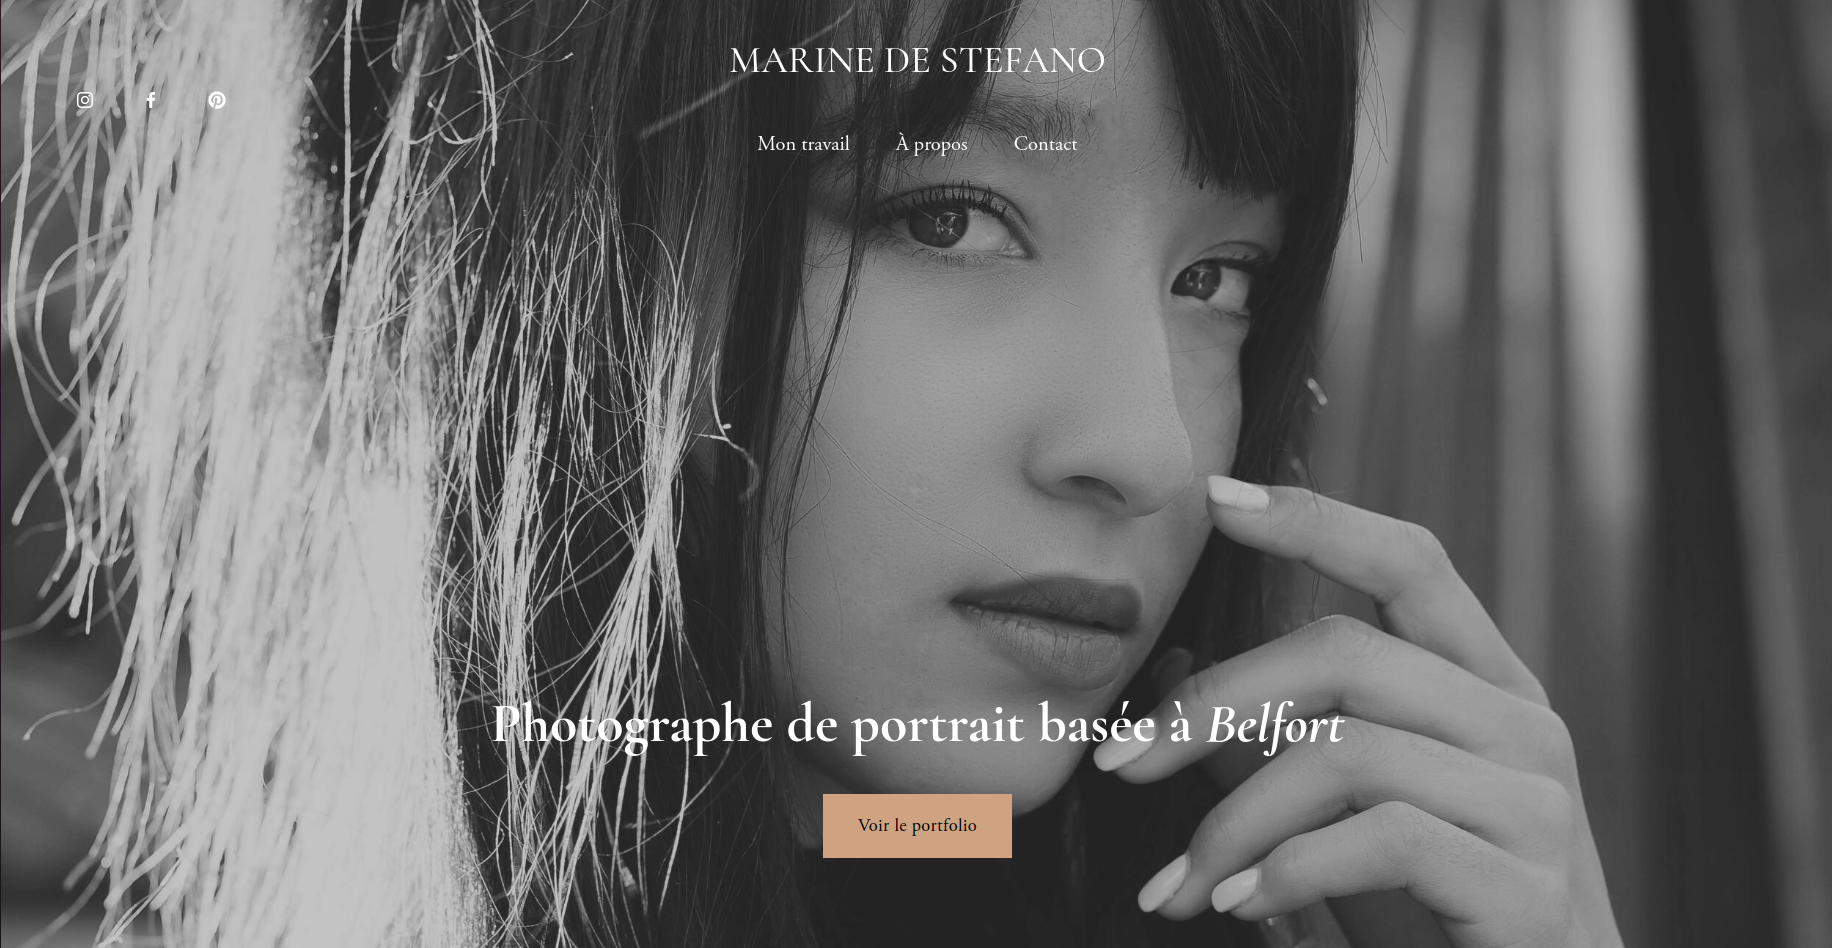 MARINE DE STEFANO
Mon travail
À propos
Contact
Photographe de portrait basée à Belfort
Voir le portfolio